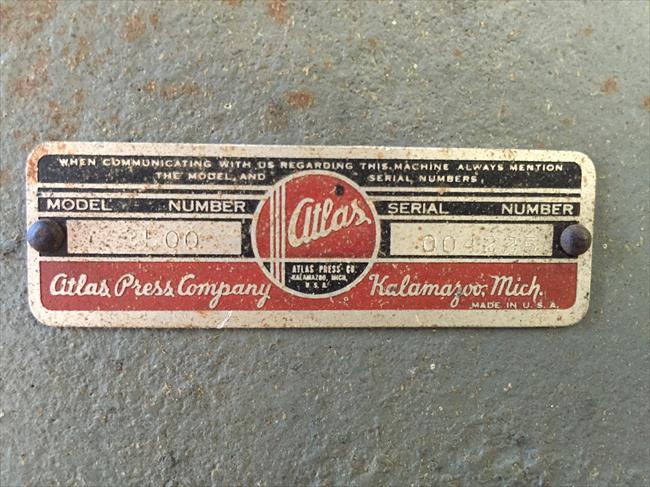 WHEN COMMUNICATING WITH US REGARDING THIS MACHINE ALWAYS MENTION
THE MODEL, AND SERIAL NUMBERS
MODEL NUMBER
SERIAL NUMBER
Atlas
ATLAS PRESS CO.
KALAMAZOO, MICH.
U. S. A.
Atlas Press Company
Kalamazoo, Mich.
MADE IN U. S. A.